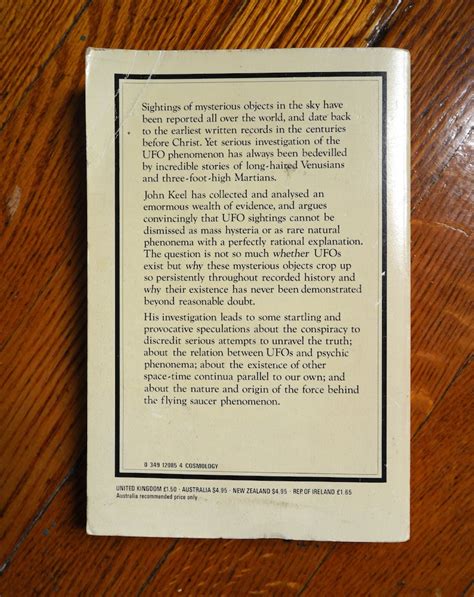 Sightings of mysterious objects in the sky have
been reported all over the world, and date back
to the earliest written records in the centuries
before Christ. Yet serious investigation of the
UFO phenomenon has always been bedevilled
by incredible stories of long-haired Venusians
and three-foot-high Martians.
John Keel has collected and analysed an
enormous wealth of evidence, and argues
convincingly that UFO sightings cannot be
dismissed as mass hysteria or as rare natural
phenonema with a perfectly rational explanation.
The question is not so much whether UFOs
exist but why these mysterious objects crop up
so persistently throughout recorded history and
why their existence has never been demonstrated
beyond reasonable doubt.
His investigation leads to some startling and
provocative speculations about the conspiracy to
discredit serious attempts to unravel the truth;
about the relation between UFOs and psychic
phenomena; about the existence of other
space-time continua parallel to our own; and
about the nature and origin of the force behind
the flying saucer phenomenon.
0 349 12085 4 COSMOLOGY
UNITED KINGDOM £1.50 · AUSTRALIA $4.95 · NEW ZEALAND $4.95 · REP OF IRELAND £1.65
Australia recommended price only